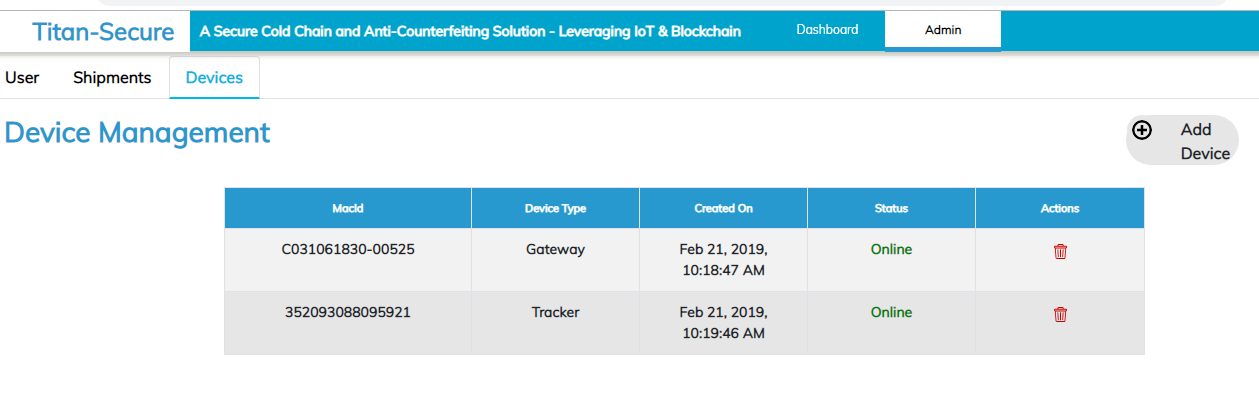 Titan-Secure A Secure Cold Chain and Anti-Counterfeiting Solution - Leveraging IoT & Blockchain Dashboard Admin
User Shipments Devices
Device Management
Add
Device
MacId Device Type Created On Status Actions
C031061830-00525 Gateway Feb 21, 2019, Online
10:18:47 AM
352093088095921 Tracker Feb 21, 2019, Online
10:19:46 AM